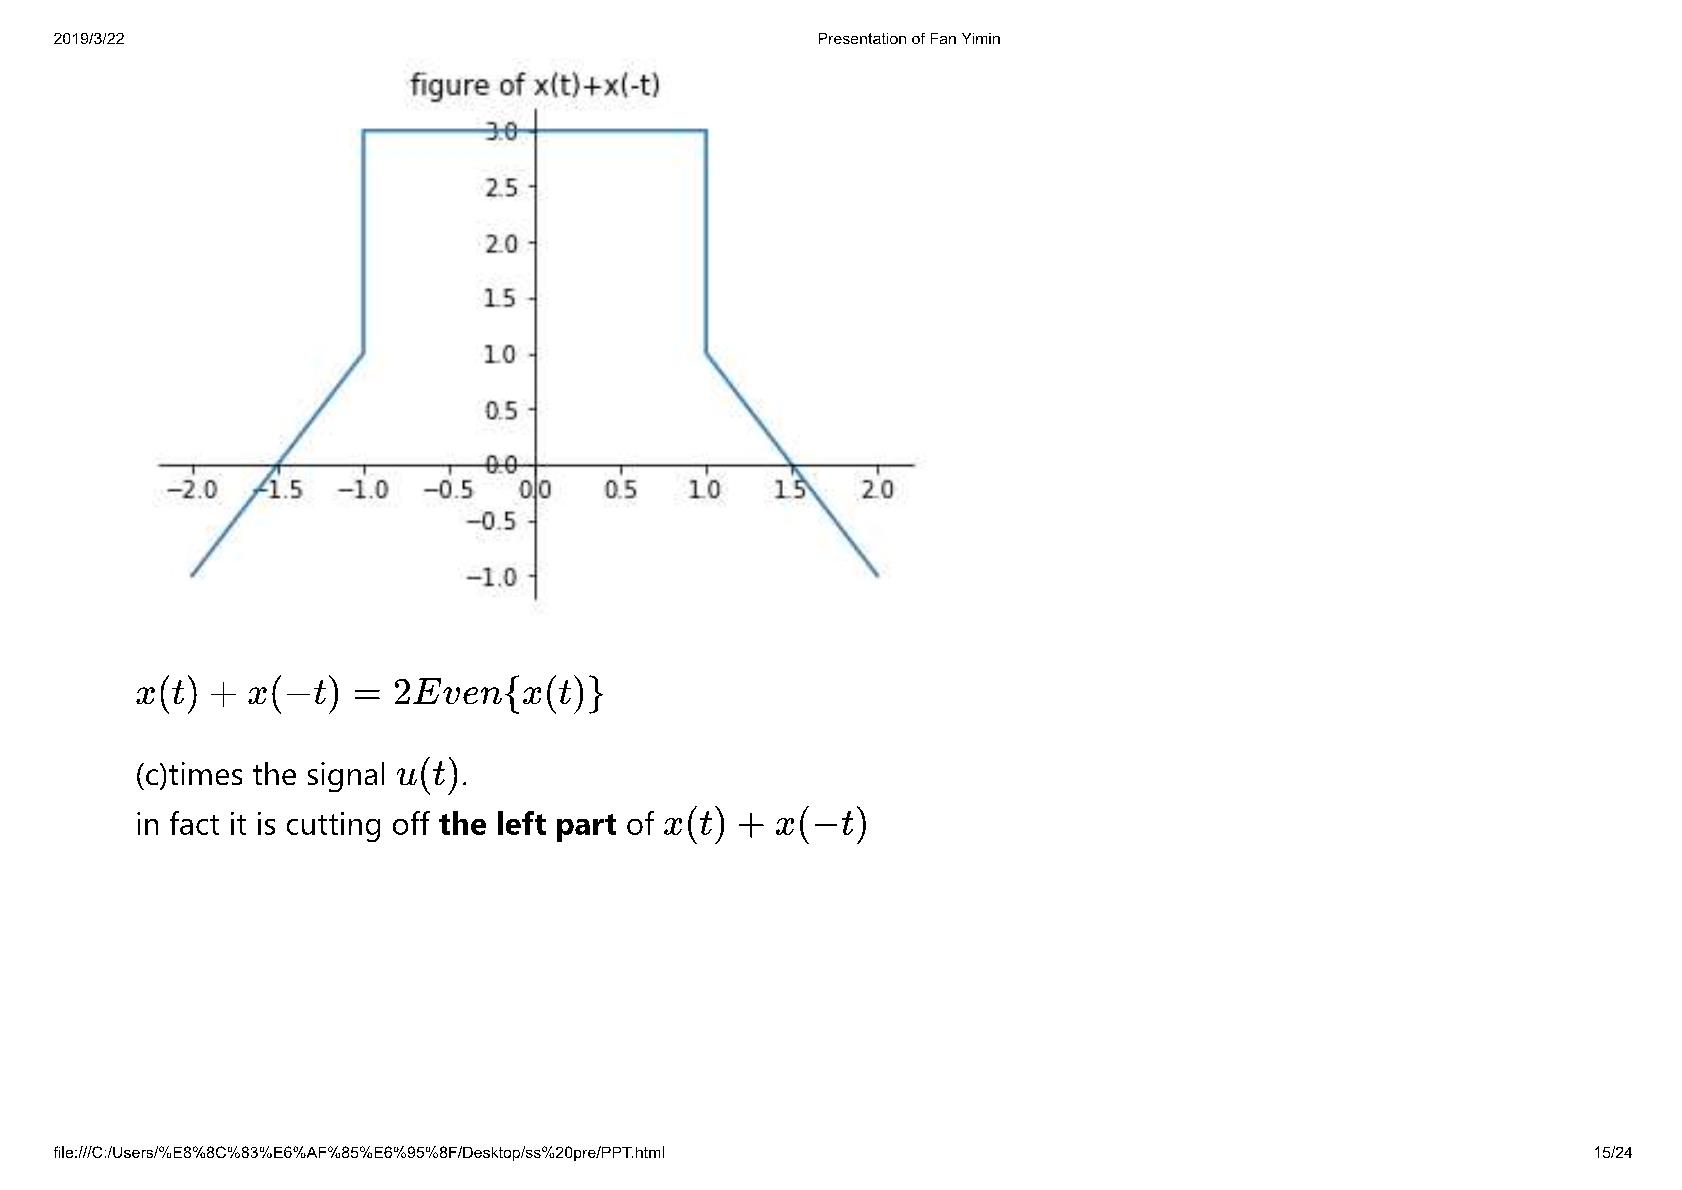 2019/3/22
Presentation of Fan Yimin
figure of x(t)+x(-t)
3.0
2.5
2.0
1.5
1.0
0.5
0.0
−2.0 −1.5 −1.0 −0.5 0.0 0.5 1.0 1.5 2.0
−0.5
−1.0
x(t) + x(−t) = 2Even{x(t)}
(c)times the signal u(t).
in fact it is cutting off the left part of x(t) + x(−t)
file:///C:/Users/%E8%8C%83%E6%AF%85%E6%95%8F/Desktop/ss%20pre/PPT.html
15/24